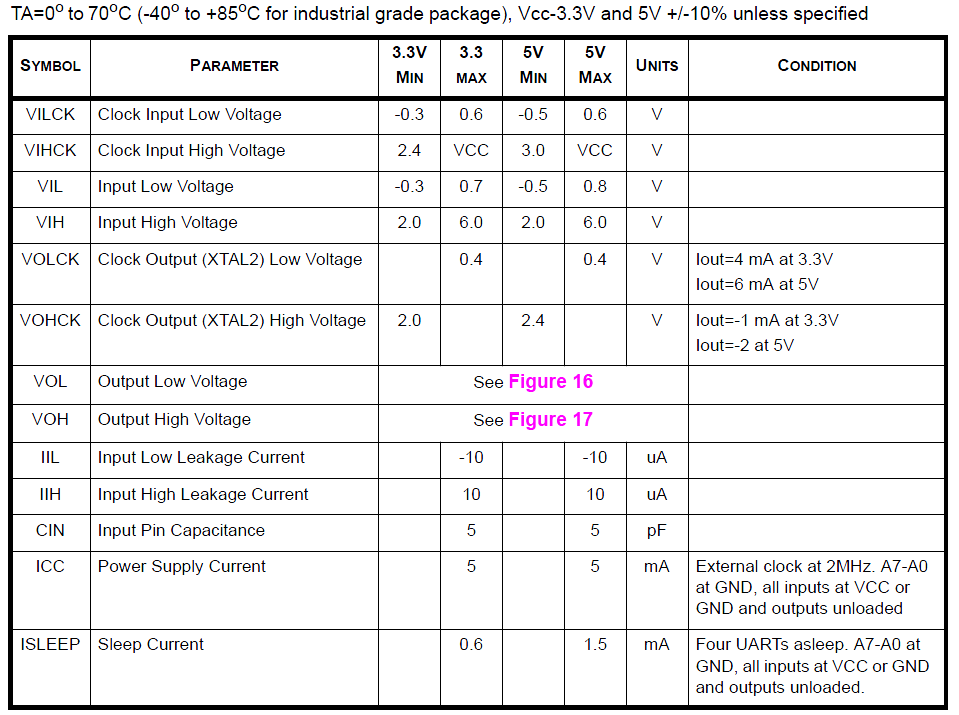 TA=0o to 70oC (-40o to +85oC for industrial grade package), Vcc-3.3V and 5V +/-10% unless specified
SYMBOL PARAMETER 3.3V MIN 3.3 MAX 5V MIN 5V MAX UNITS CONDITION
VILCK Clock Input Low Voltage -0.3 0.6 -0.5 0.6 V
VIHCK Clock Input High Voltage 2.4 VCC 3.0 VCC V
VIL Input Low Voltage -0.3 0.7 -0.5 0.8 V
VIH Input High Voltage 2.0 6.0 2.0 6.0 V
VOLCK Clock Output (XTAL2) Low Voltage 0.4 0.4 V Iout=4 mA at 3.3V
Iout=6 mA at 5V
VOHCK Clock Output (XTAL2) High Voltage 2.0 2.4 V Iout=-1 mA at 3.3V
Iout=-2 at 5V
VOL Output Low Voltage See Figure 16
VOH Output High Voltage See Figure 17
IIL Input Low Leakage Current -10 -10 uA
IIH Input High Leakage Current 10 10 uA
CIN Input Pin Capacitance 5 5 pF
ICC Power Supply Current 5 5 mA External clock at 2MHz. A7-A0
at GND, all inputs at VCC or
GND and outputs unloaded
ISLEEP Sleep Current 0.6 1.5 mA Four UARTs asleep. A7-A0 at
GND, all inputs at VCC or GND
and outputs unloaded.